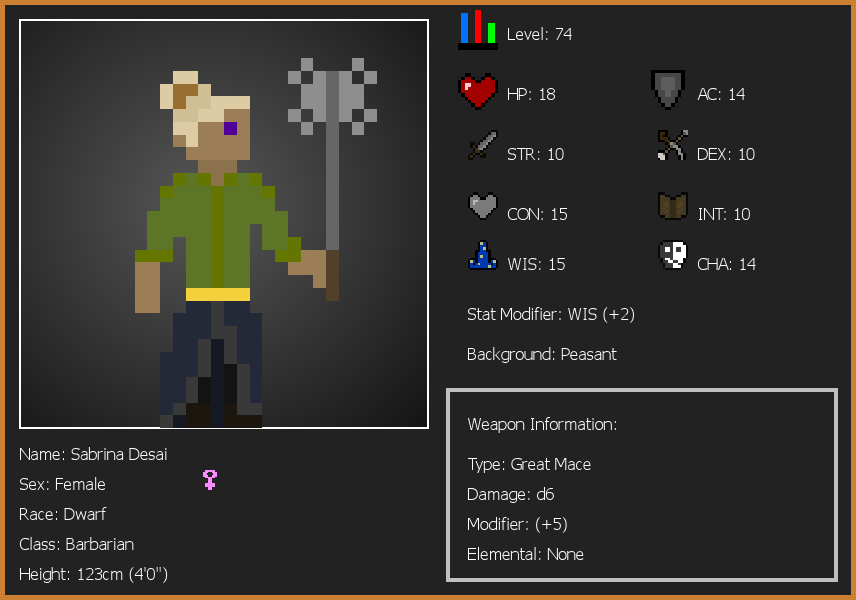 Level: 74
HP: 18
AC: 14
STR: 10
DEX: 10
CON: 15
INT: 10
WIS: 15
CHA: 14
Stat Modifier: WIS (+2)
Background: Peasant
Weapon Information:
Type: Great Mace
Damage: d6
Modifier: (+5)
Elemental: None
Name: Sabrina Desai
Sex: Female
Race: Dwarf
Class: Barbarian
Height: 123cm (4'0")